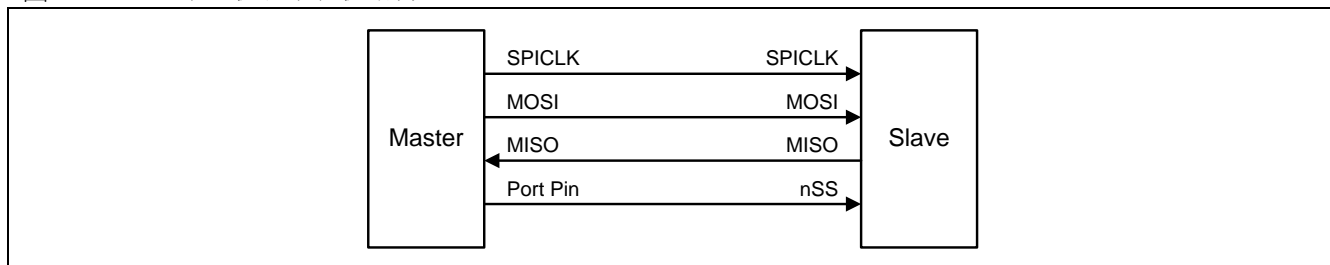 SPICLK SPICLK
MOSI MOSI
Master MISO MISO Slave
Port Pin nSS